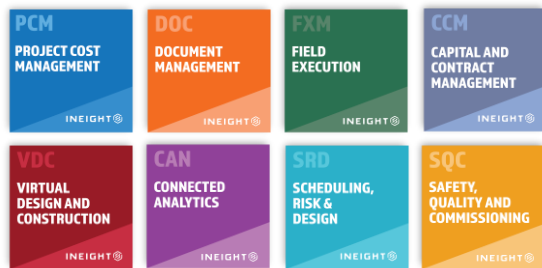 PCM
PROJECT COST
MANAGEMENT
INEIGHT
DOC
DOCUMENT
MANAGEMENT
INEIGHT
FXM
FIELD
EXECUTION
INEIGHT
CCM
CAPITAL AND
CONTRACT
MANAGEMENT
INEIGHT
VDC
VIRTUAL
DESIGN AND
CONSTRUCTION
INEIGHT
CAN
CONNECTED
ANALYTICS
INEIGHT
SRD
SCHEDULING,
RISK &
DESIGN
INEIGHT
SQC
SAFETY,
QUALITY AND
COMMISSIONING
INEIGHT